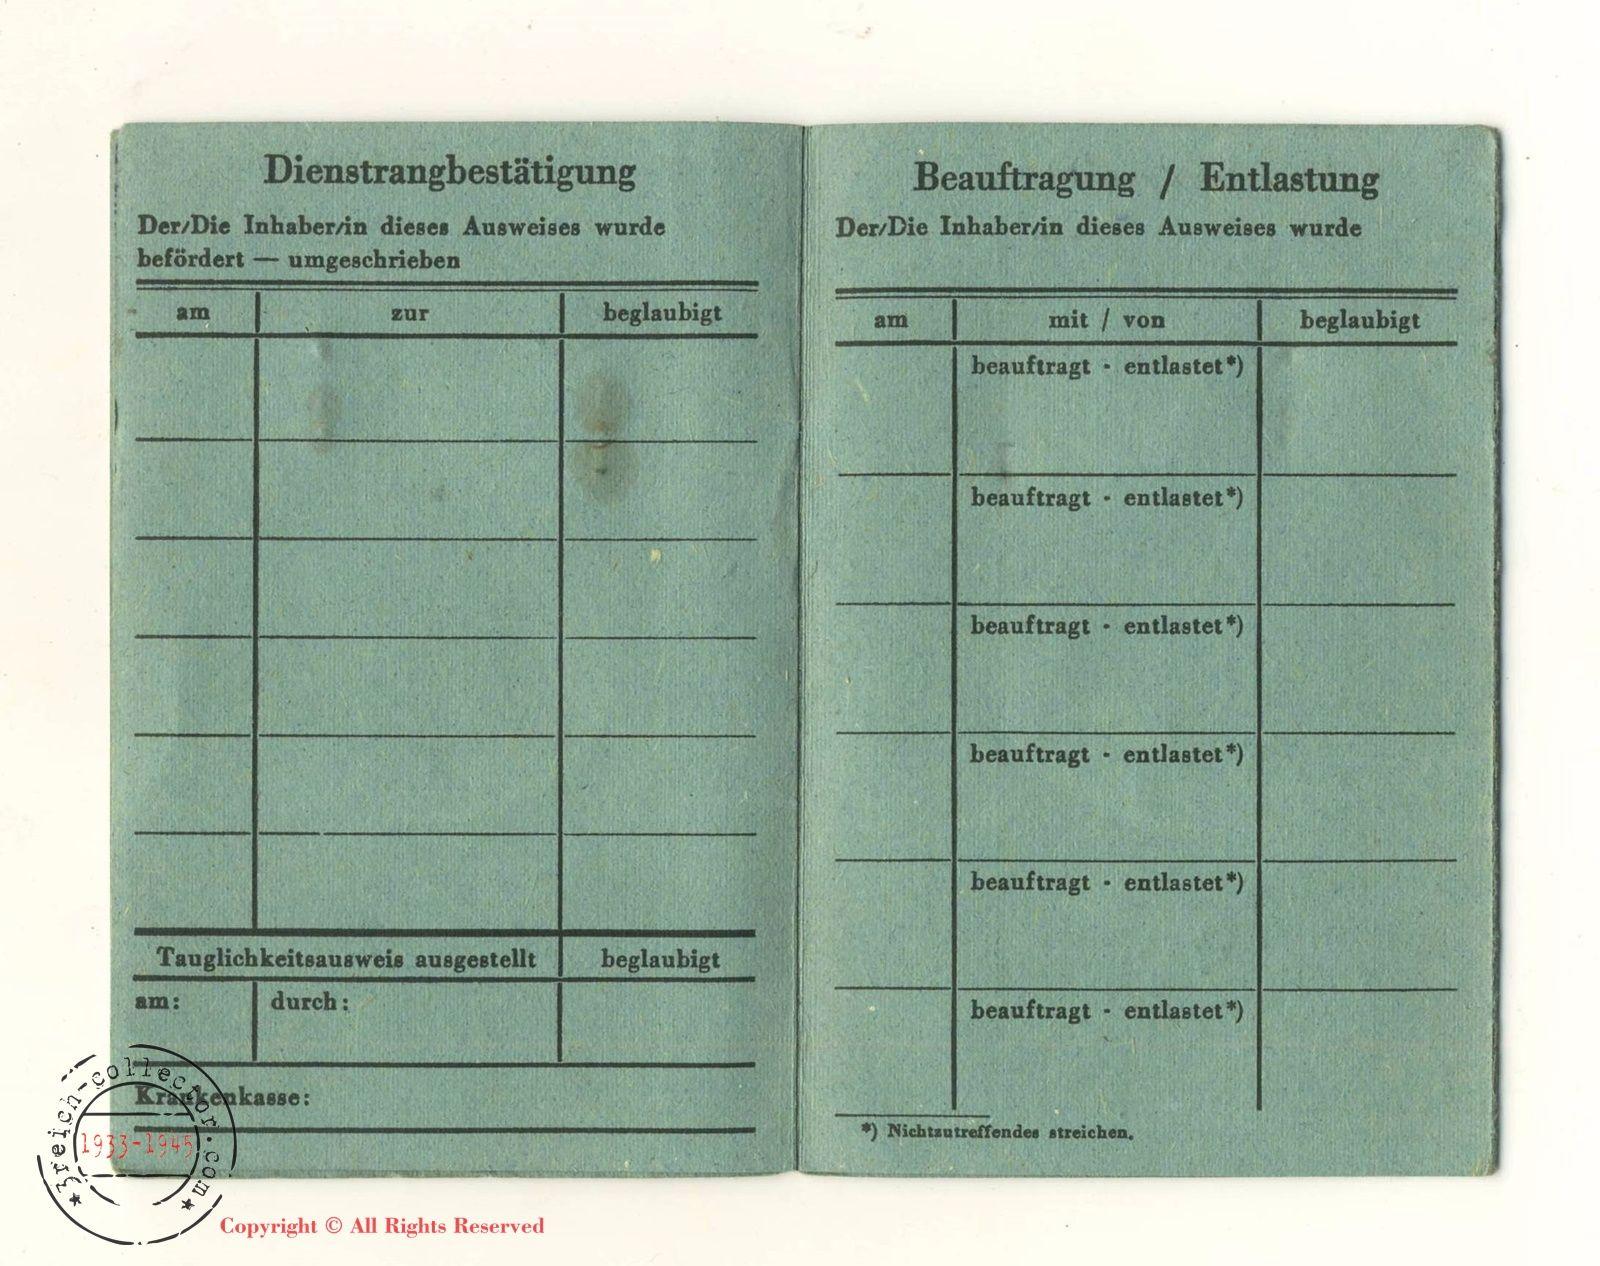 Dienstrangbestätigung
Der/Die Inhaber/in dieses Ausweises wurde
befördert — umgeschrieben
am zur beglaubigt
Tauglichkeitsausweis ausgestellt beglaubigt
am: durch:
Krankenkasse:
Beauftragung / Entlastung
Der/Die Inhaber/in dieses Ausweises wurde
am mit / von beglaubigt
beauftragt - entlastet*)
beauftragt - entlastet*)
beauftragt - entlastet*)
beauftragt - entlastet*)
beauftragt - entlastet*)
beauftragt - entlastet*)
*) Nichtzutreffendes streichen.
*3reich-collector.com*
1933-1945
Copyright © All Rights Reserved